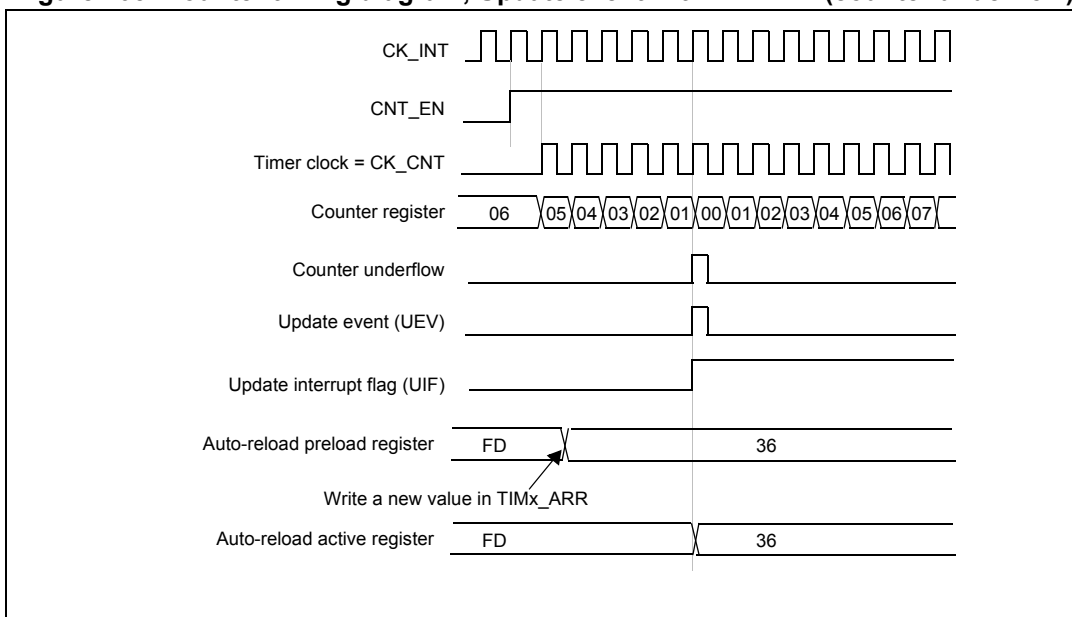 CK_INT
CNT_EN
Timer clock = CK_CNT
Counter register 06 05 04 03 02 01 00 01 02 03 04 05 06 07
Counter underflow
Update event (UEV)
Update interrupt flag (UIF)
Auto-reload preload register FD 36
Write a new value in TIMx_ARR
Auto-reload active register FD 36